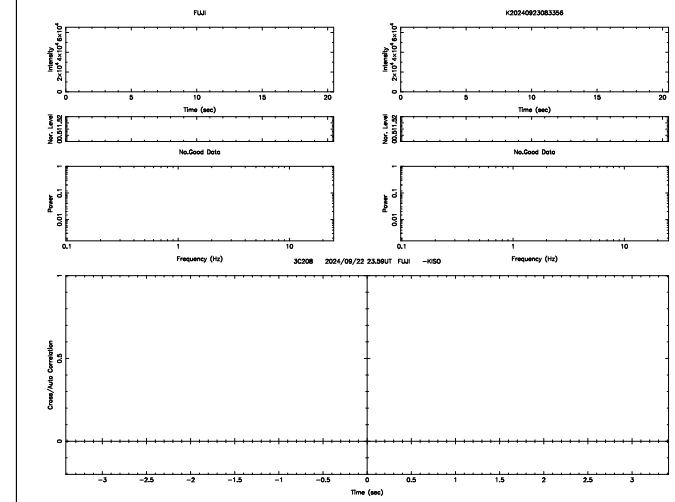 FUJI
K20240923083356
Intensity
0 2×10⁴ 4×10⁴ 6×10⁴
0 5 10 15 20
Time (sec)
Intensity
0 2×10⁴ 4×10⁴ 6×10⁴
0 5 10 15 20
Time (sec)
Nor. Level
00.511.52
Nor. Level
00.511.52
No.Good Data
No.Good Data
Power
0.01 0.1 1
0.1 1 10
Frequency (Hz)
Power
0.01 0.1 1
0.1 1 10
Frequency (Hz)
3C208 2024/09/22 23.59UT FUJI -KISO
Cross/Auto Correlation
0 0.5 1
-3 -2.5 -2 -1.5 -1 -0.5 0 0.5 1 1.5 2 2.5 3
Time (sec)